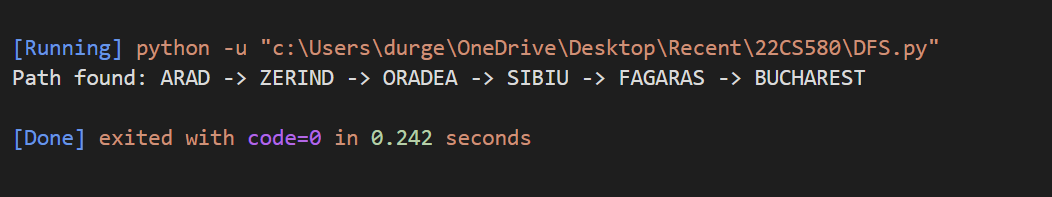 [Running] python -u "c:\Users\durge\OneDrive\Desktop\Recent\22CS580\DFS.py"
Path found: ARAD -> ZERIND -> ORADEA -> SIBIU -> FAGARAS -> BUCHAREST
[Done] exited with code=0 in 0.242 seconds